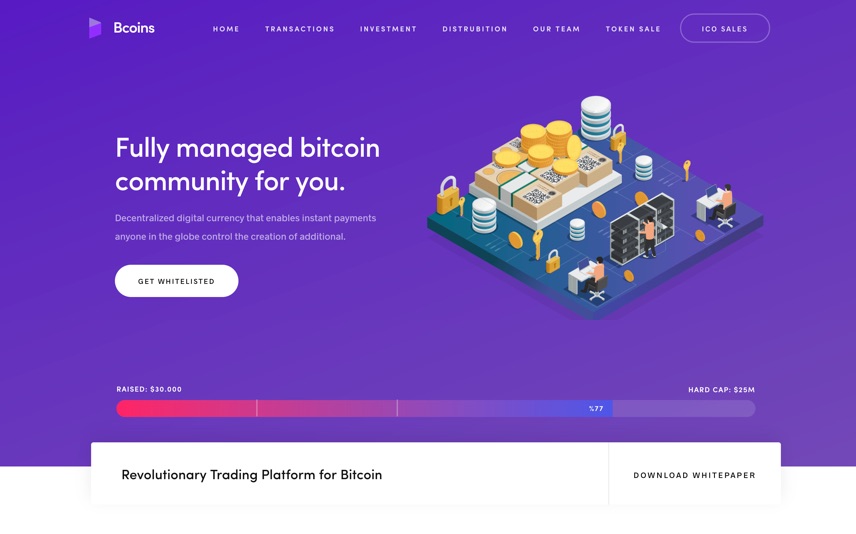 Bcoins
HOME
TRANSACTIONS
INVESTMENT
DISTRUBITION
OUR TEAM
TOKEN SALE
ICO SALES
Fully managed bitcoin
community for you.
Decentralized digital currency that enables instant payments
anyone in the globe control the creation of additional.
GET WHITELISTED
RAISED: $30.000
HARD CAP: $25M
%77
Revolutionary Trading Platform for Bitcoin
DOWNLOAD WHITEPAPER